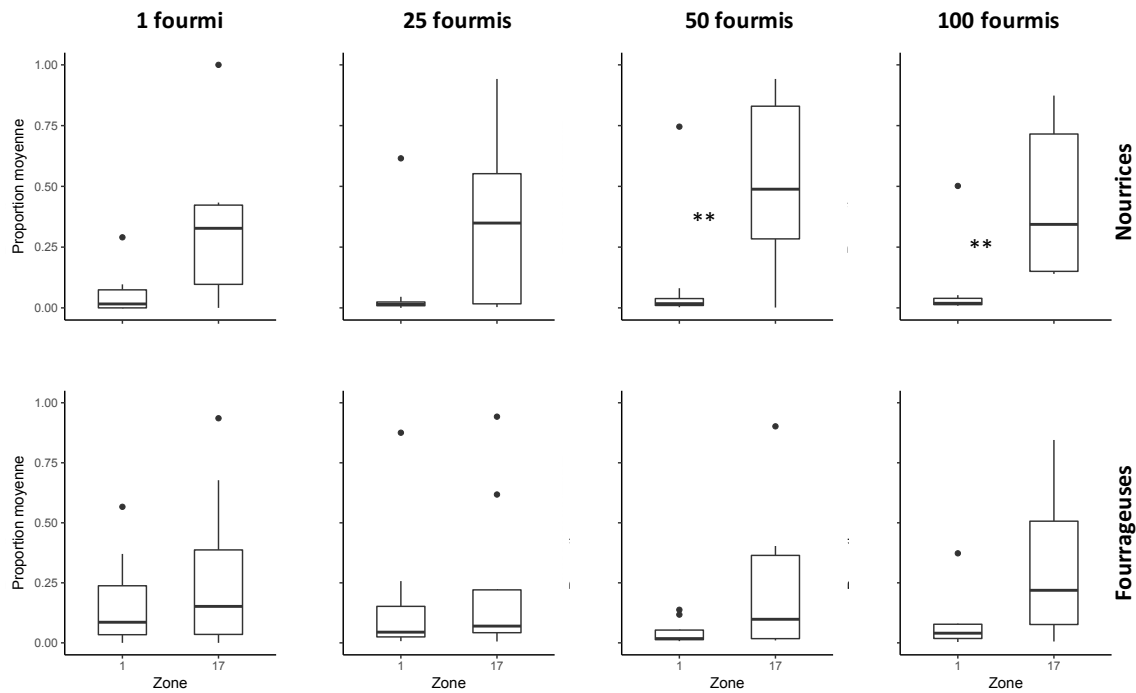 1 fourmi
25 fourmis
50 fourmis
100 fourmis
Proportion moyenne
1.00
0.75
0.50
0.25
0.00
**
**
Nourrices
Proportion moyenne
1.00
0.75
0.50
0.25
0.00
1 17
1 17
1 17
1 17
Zone
Zone
Zone
Zone
Fourrageuses